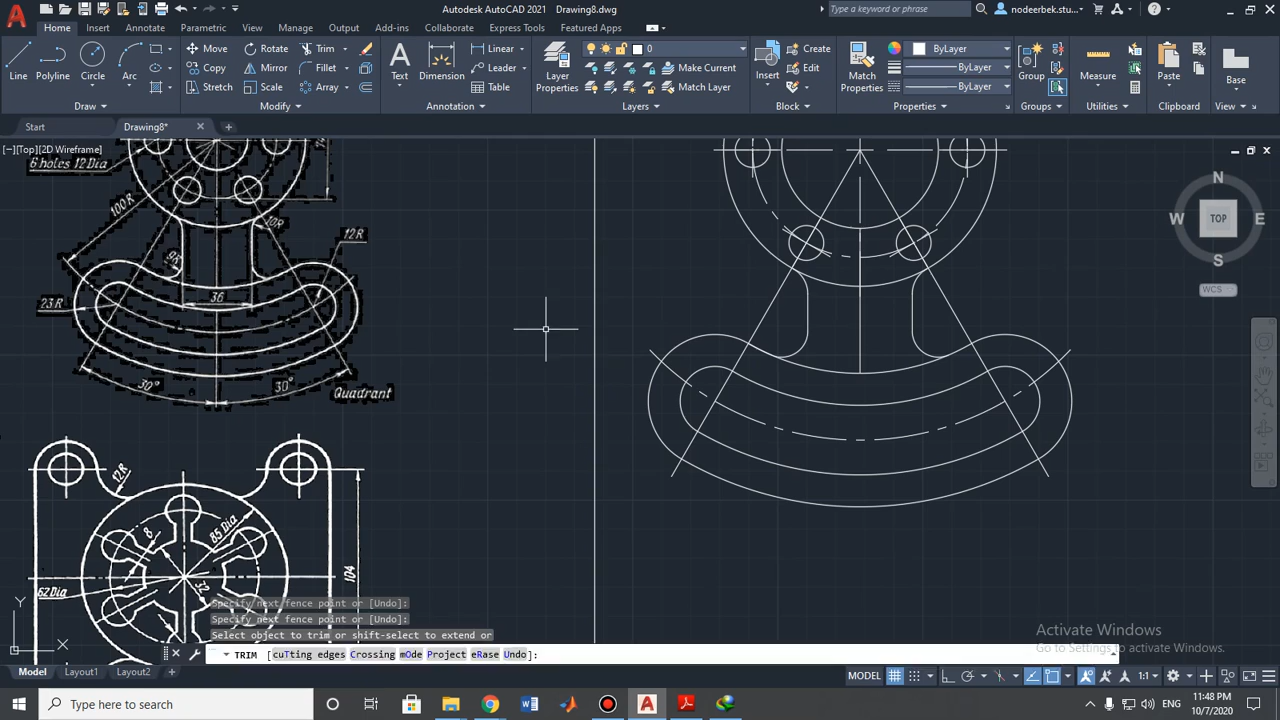 Autodesk AutoCAD 2021 Drawing8.dwg
Type a keyword or phrase
nodeerbek.stu...
Home Insert Annotate Parametric View Manage Output Add-ins Collaborate Express Tools Featured Apps
Line Polyline Circle Arc
Move Rotate Trim
Copy Mirror Fillet
Stretch Scale Array
Text Dimension
Linear
Leader
Table
Layer Properties
0
Make Current
Match Layer
Insert
Create
Edit
Match Properties
ByLayer
ByLayer
ByLayer
Group
Measure
Paste
Base
Draw Modify Annotation Layers Block Properties Groups Utilities Clipboard View
Start Drawing8*
[−][Top][2D Wireframe]
6 holes 12 Dia
100 R
10R
12R
9R
23 R
36
30° 30°
Quadrant
12R
8
85 Dia
62 Dia
32
104
N
W TOP E
S
WCS
Y
X
Specify next fence point or [Undo]:
Specify next fence point or [Undo]:
Select object to trim or shift-select to extend or
TRIM [cuTting edges Crossing mOde Project eRase Undo]:
Activate Windows
Go to Settings to activate Windows.
Model Layout1 Layout2
MODEL
1:1
Type here to search
ENG
11:48 PM
10/7/2020